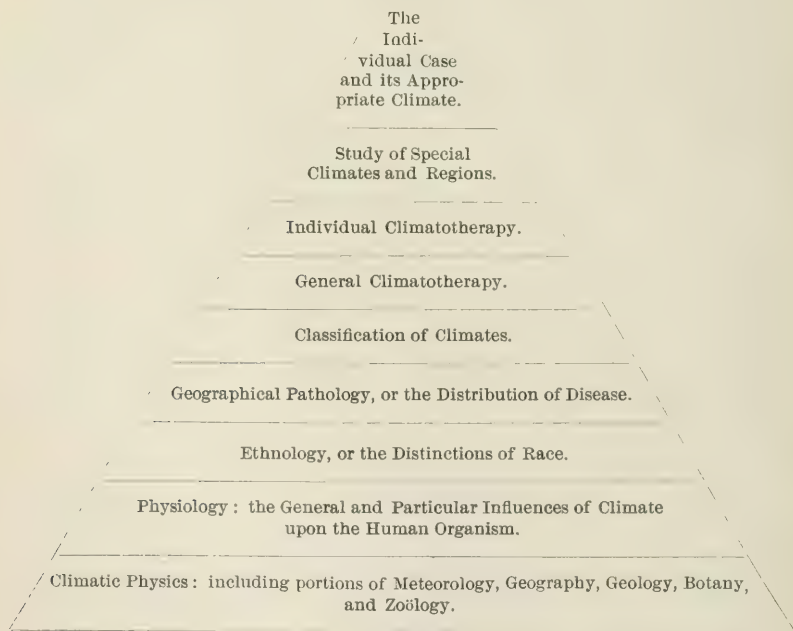 The
Indi-
vidual Case
and its Appro-
priate Climate.
Study of Special
Climates and Regions.
Individual Climatotherapy.
General Climatotherapy.
Classification of Climates.
Geographical Pathology, or the Distribution of Disease.
Ethnology, or the Distinctions of Race.
Physiology : the General and Particular Influences of Climate
upon the Human Organism.
Climatic Physics : including portions of Meteorology, Geography, Geology, Botany,
and Zoölogy.